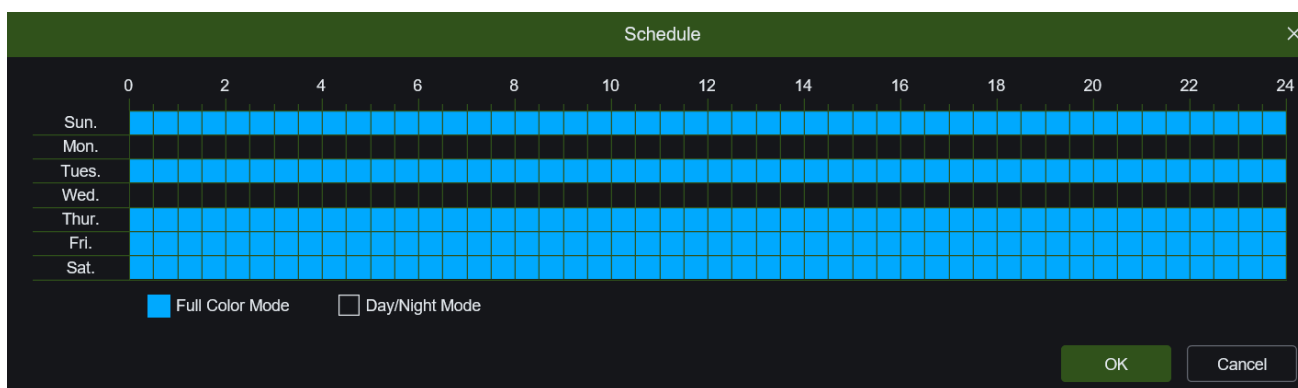 Schedule
0 2 4 6 8 10 12 14 16 18 20 22 24
Sun.
Mon.
Tues.
Wed.
Thur.
Fri.
Sat.
Full Color Mode Day/Night Mode
OK Cancel